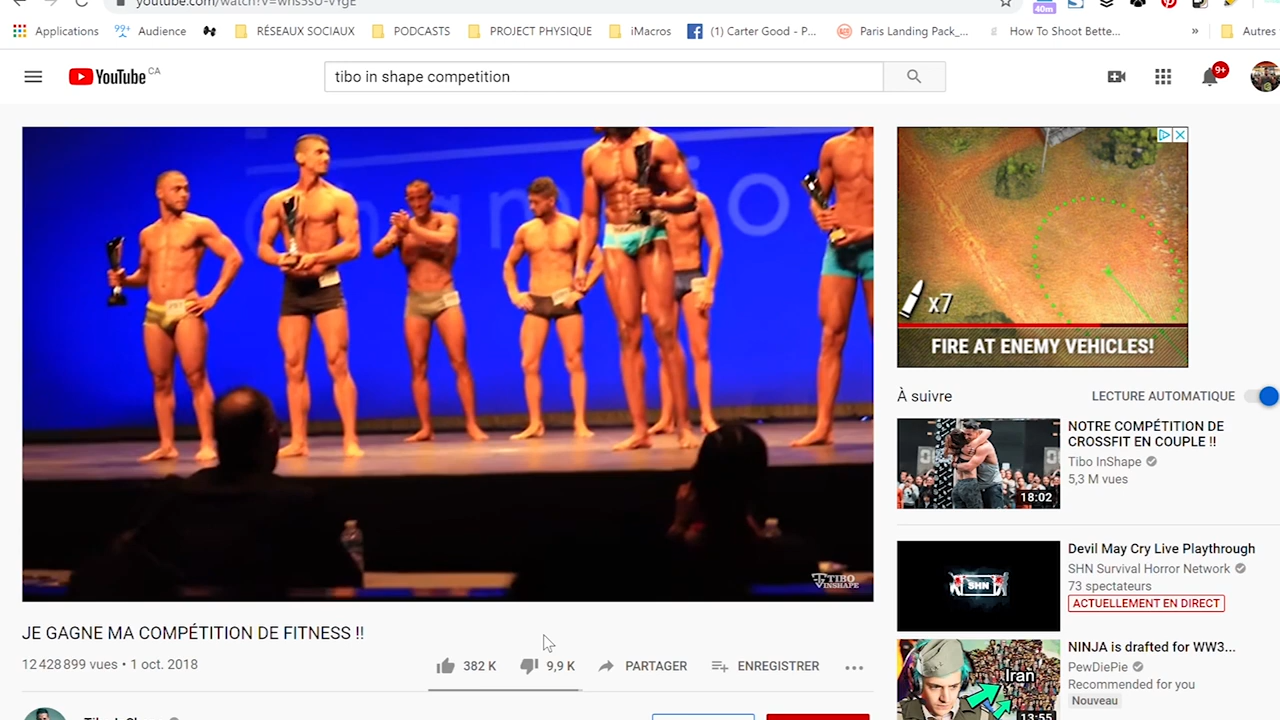 youtube.com/watch?v=whs5sU-vYgE
40m
Applications
99+ Audience
RÉSEAUX SOCIAUX
PODCASTS
PROJECT PHYSIQUE
iMacros
(1) Carter Good - P...
Paris Landing Pack_...
How To Shoot Bette...
»
Autres
YouTube CA
tibo in shape competition
9+
x7
FIRE AT ENEMY VEHICLES!
TIBO
INSHAPE
À suivre
LECTURE AUTOMATIQUE
NOTRE COMPÉTITION DE
CROSSFIT EN COUPLE !!
Tibo InShape
5,3 M vues
18:02
Devil May Cry Live Playthrough
SHN Survival Horror Network
73 spectateurs
ACTUELLEMENT EN DIRECT
SHN
NINJA is drafted for WW3...
PewDiePie
Recommended for you
Nouveau
Iran
13:55
JE GAGNE MA COMPÉTITION DE FITNESS !!
12 428 899 vues • 1 oct. 2018
382 K
9,9 K
PARTAGER
ENREGISTRER